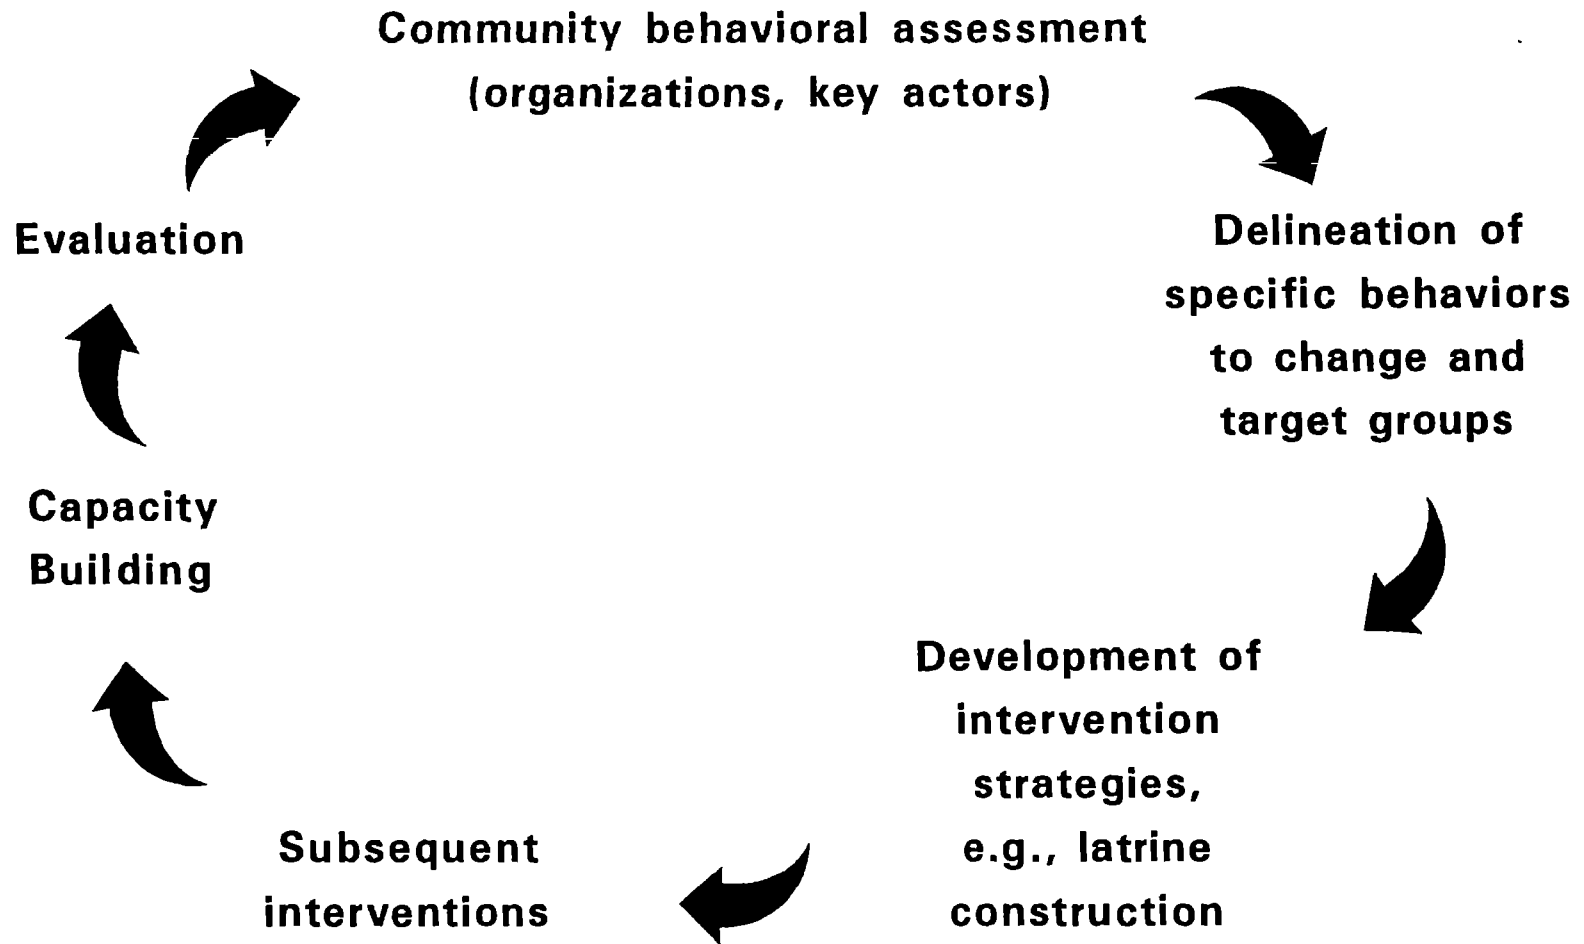 Community behavioral assessment
(organizations, key actors)
Delineation of
specific behaviors
to change and
target groups
Development of
intervention
strategies,
e.g., latrine
construction
Subsequent
interventions
Capacity
Building
Evaluation